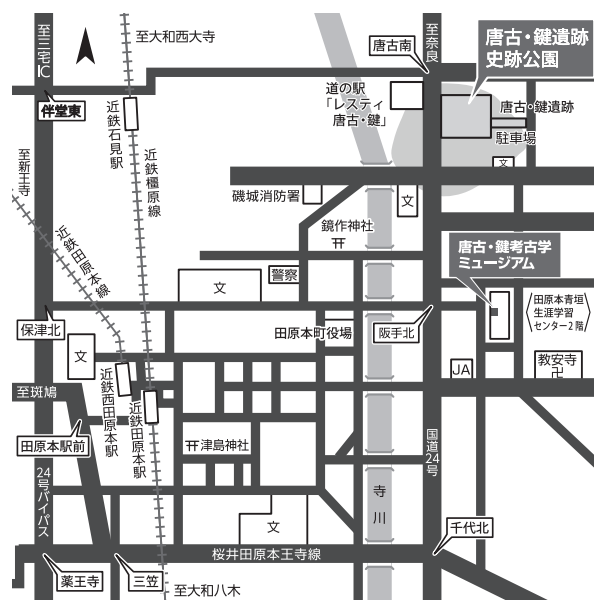 至三宅IC
至大和西大寺
至奈良
唐古南
唐古・鍵遺跡
史跡公園
伴堂東
近鉄石見駅
道の駅
「レスティ
唐古・鍵」
唐古・鍵遺跡
駐車場
文
至新王寺
近鉄橿原線
磯城消防署
文
鏡作神社
近鉄田原本線
唐古・鍵考古学
ミュージアム
警察
文
田原本青垣
生涯学習
センター2階
保津北
田原本町役場
阪手北
文
JA
教安寺
卍
至斑鳩
近鉄西田原本駅
近鉄田原本駅
田原本駅前
津島神社
国道24号
24号バイパス
寺川
文
千代北
桜井田原本王寺線
薬王寺
三笠
至大和八木